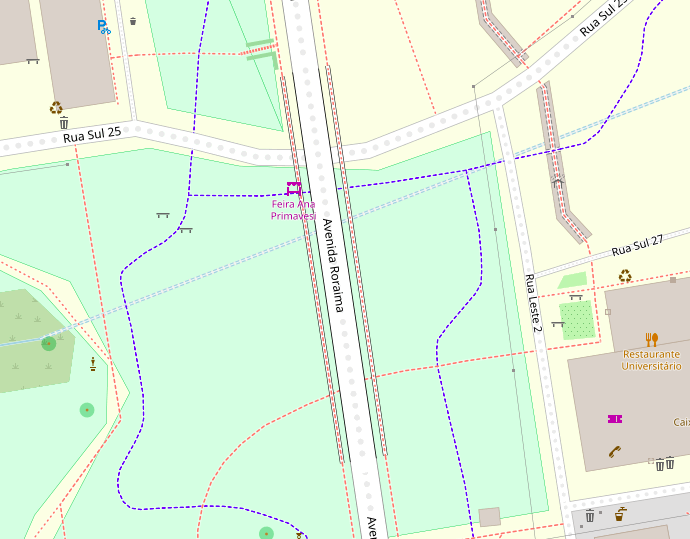 Rua Sul 25
Rua Sul 25
Feira Ana
Primavesi
Avenida Roraima
Rua Sul 27
Rua Leste 2
Restaurante
Universitário
Caix
Aven